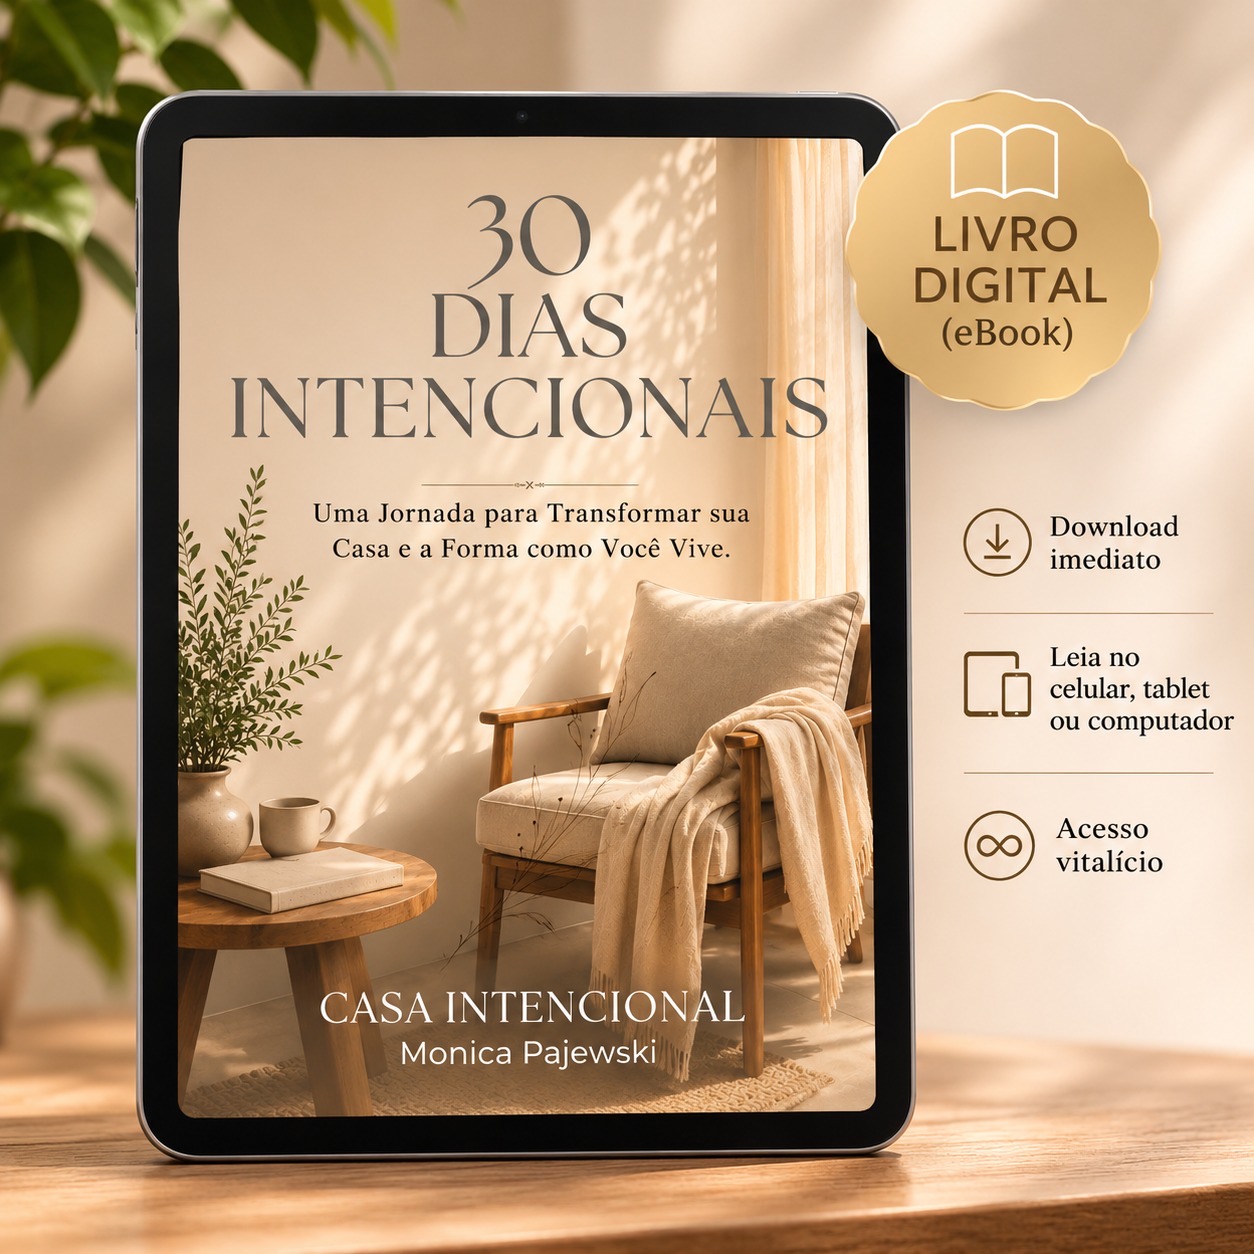 30
DIAS
INTENCIONAIS
Uma Jornada para Transformar sua
Casa e a Forma como Você Vive.
CASA INTENCIONAL
Monica Pajewski
LIVRO
DIGITAL
(eBook)
Download
imediato
Leia no
celular, tablet
ou computador
Acesso
vitalício